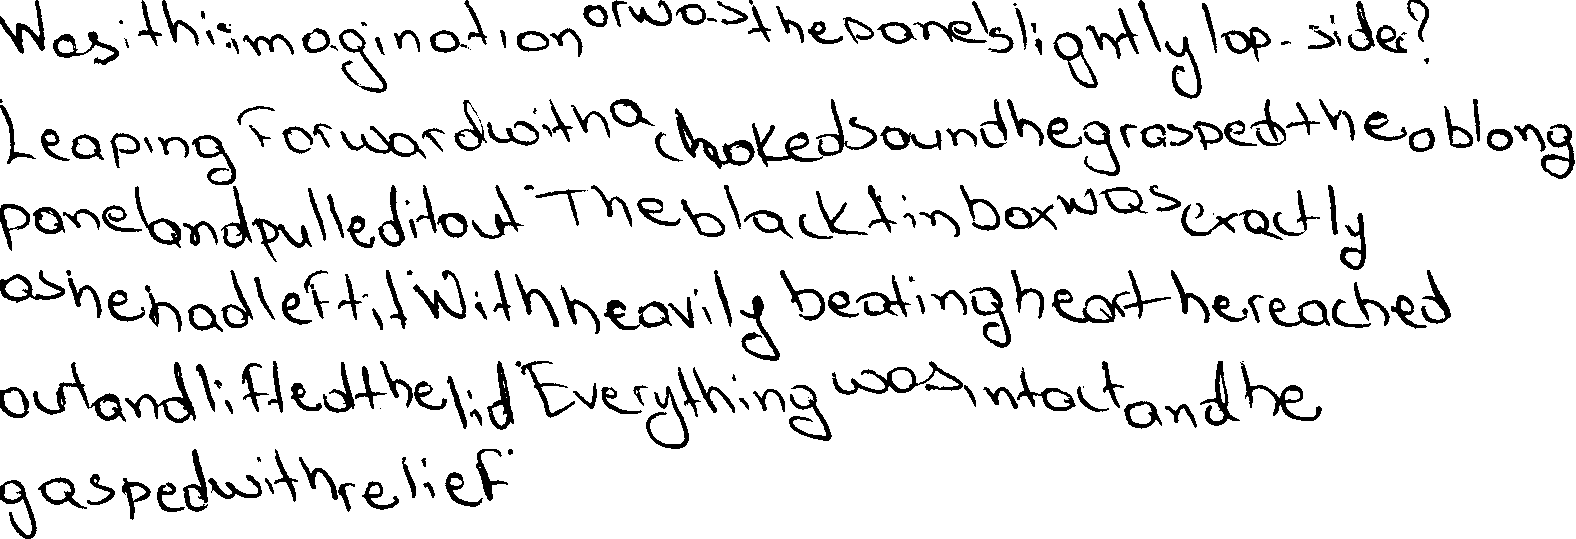 Was it his imagination or was the panel slightly lop-sided?
Leaping forward with a choked sound he grasped the oblong
panel and pulled it out. The black tin box was exactly
as he had left it. With heavily beating heart he reached
out and lifted the lid. Everything was intact and he
gasped with relief.